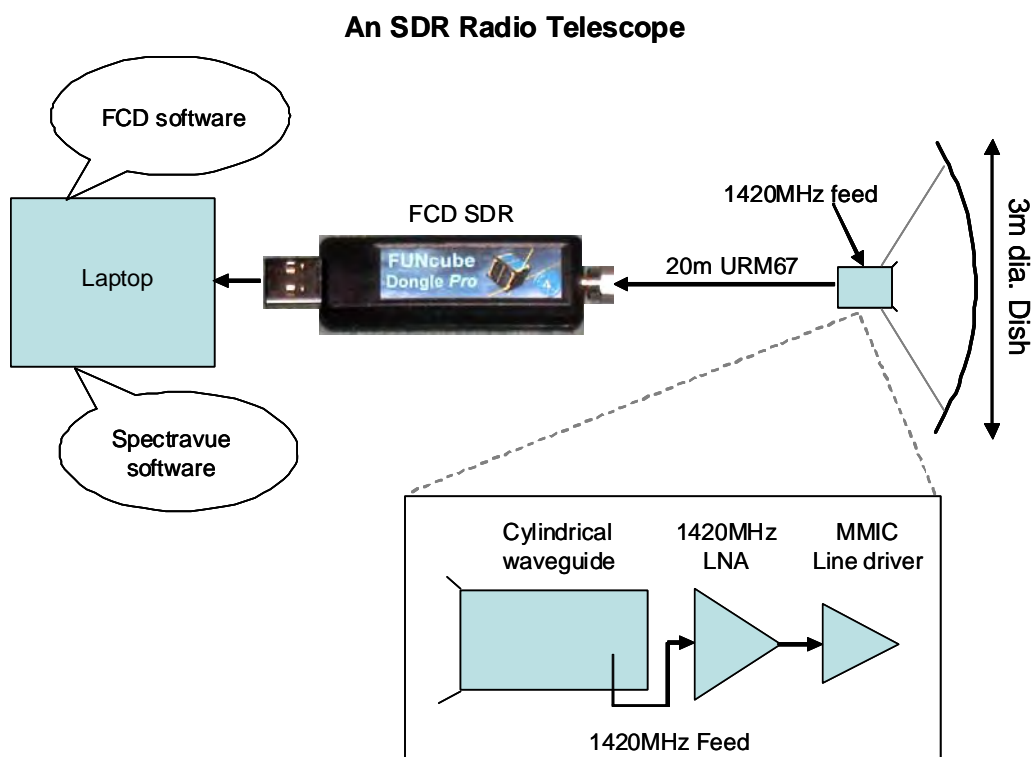 An SDR Radio Telescope
FCD software
Laptop
Spectravue
software
FCD SDR
FUNcube
Dongle Pro
4
20m URM67
1420MHz feed
3m dia. Dish
Cylindrical
waveguide
1420MHz
LNA
MMIC
Line driver
1420MHz Feed